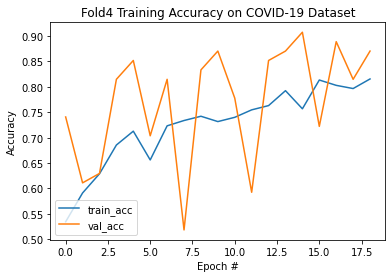 Fold4 Training Accuracy on COVID-19 Dataset
0.90
0.85
0.80
0.75
0.70
0.65
0.60
0.55
0.50
Accuracy
train_acc
val_acc
0.0 2.5 5.0 7.5 10.0 12.5 15.0 17.5
Epoch #